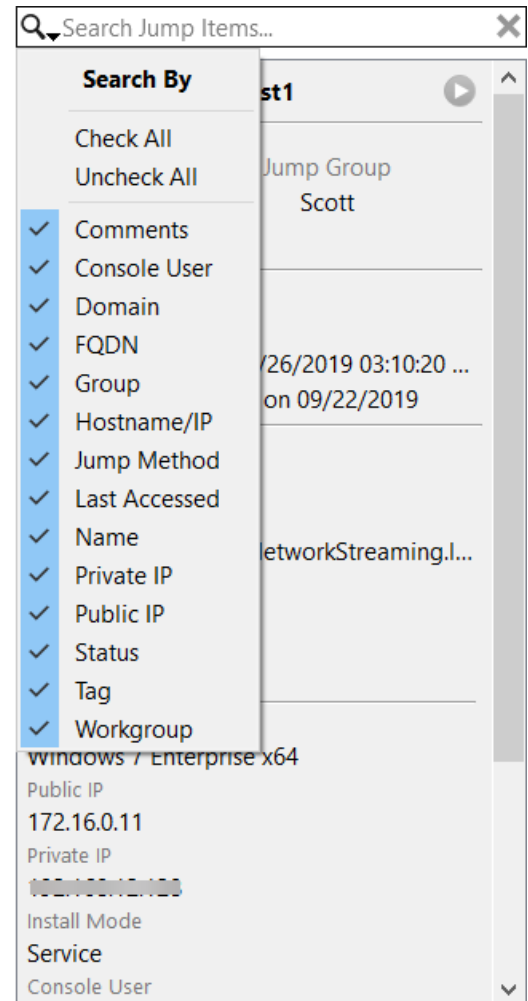 Search Jump Items...
Search By
st1
Check All
Uncheck All
Jump Group
Scott
Comments
Console User
Domain
FQDN
/26/2019 03:10:20 ...
Group
on 09/22/2019
Hostname/IP
Jump Method
Last Accessed
Name
etworkStreaming.l...
Private IP
Public IP
Status
Tag
Workgroup
Windows 7 Enterprise x64
Public IP
172.16.0.11
Private IP
Install Mode
Service
Console User